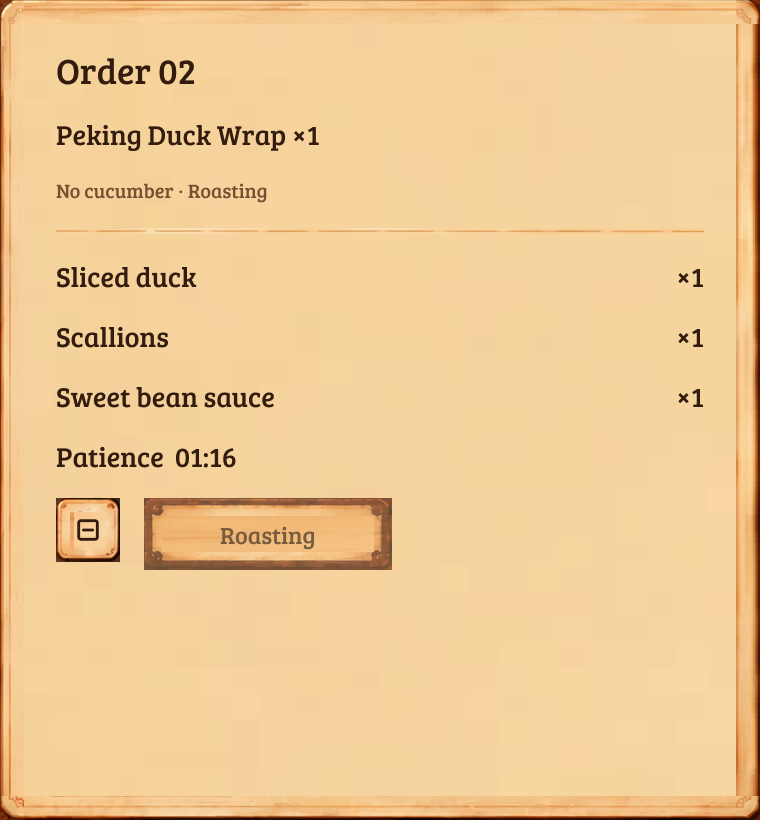 Order 02
Peking Duck Wrap ×1
No cucumber · Roasting
Sliced duck ×1
Scallions ×1
Sweet bean sauce ×1
Patience 01:16
Roasting